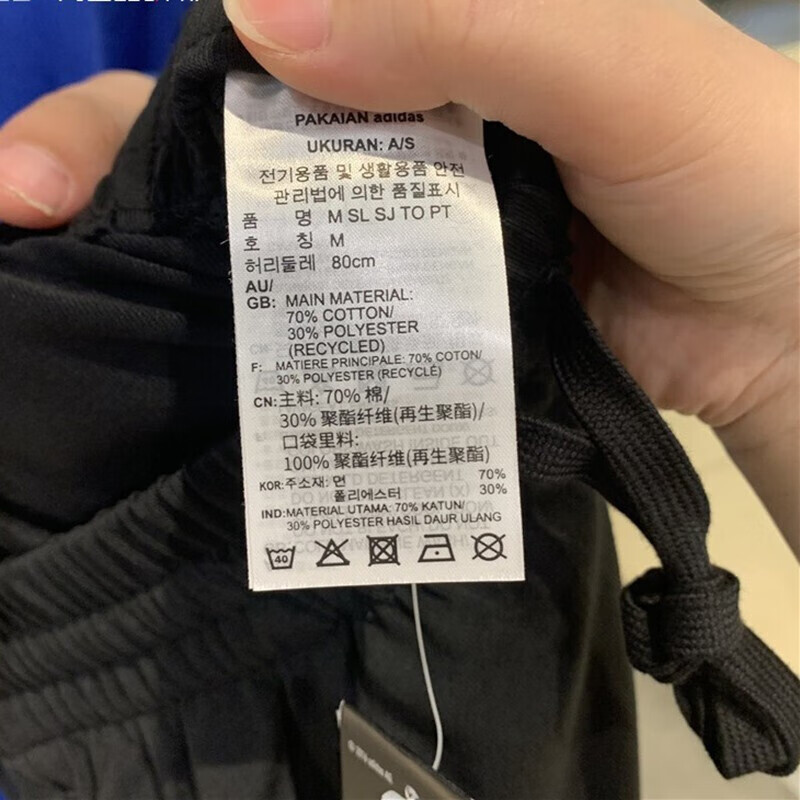 PAKAIAN adidas
UKURAN: A/S
전기용품 및 생활용품 안전
관리법에 의한 품질표시
품 명 M SL SJ TO PT
호 칭 M
허리둘레 80cm
AU/
GB: MAIN MATERIAL:
70% COTTON/
30% POLYESTER
(RECYCLED)
F: MATIERE PRINCIPALE: 70% COTON/
30% POLYESTER (RECYCLÉ)
CN: 主料: 70% 棉/
30% 聚酯纤维(再生聚酯)/
口袋里料:
100% 聚酯纤维(再生聚酯)
KOR: 주소재: 면 70%
폴리에스터 30%
IND: MATERIAL UTAMA: 70% KATUN/
30% POLYESTER HASIL DAUR ULANG
40